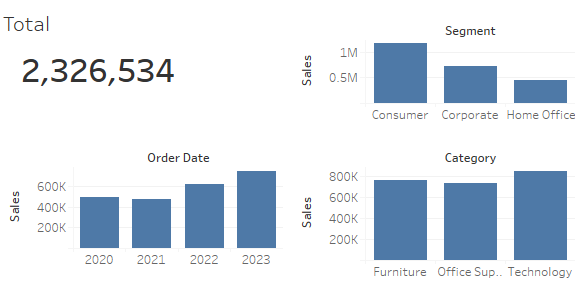 Total
2,326,534
Segment
Sales
1M
0.5M
Consumer Corporate Home Office
Order Date
Sales
600K
400K
200K
2020 2021 2022 2023
Category
Sales
800K
600K
400K
200K
Furniture Office Sup.. Technology